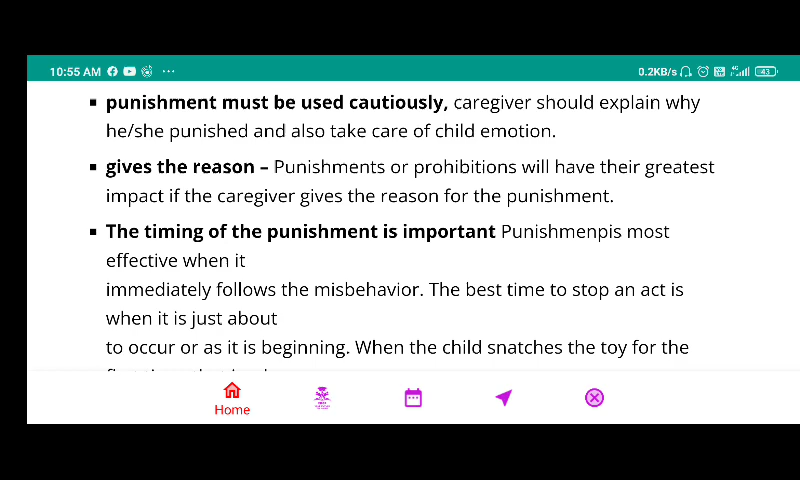 10:55 AM
0.2KB/s 4G 43
punishment must be used cautiously, caregiver should explain why
he/she punished and also take care of child emotion.
gives the reason – Punishments or prohibitions will have their greatest
impact if the caregiver gives the reason for the punishment.
The timing of the punishment is important Punishmenpis most
effective when it
immediately follows the misbehavior. The best time to stop an act is
when it is just about
to occur or as it is beginning. When the child snatches the toy for the
Home